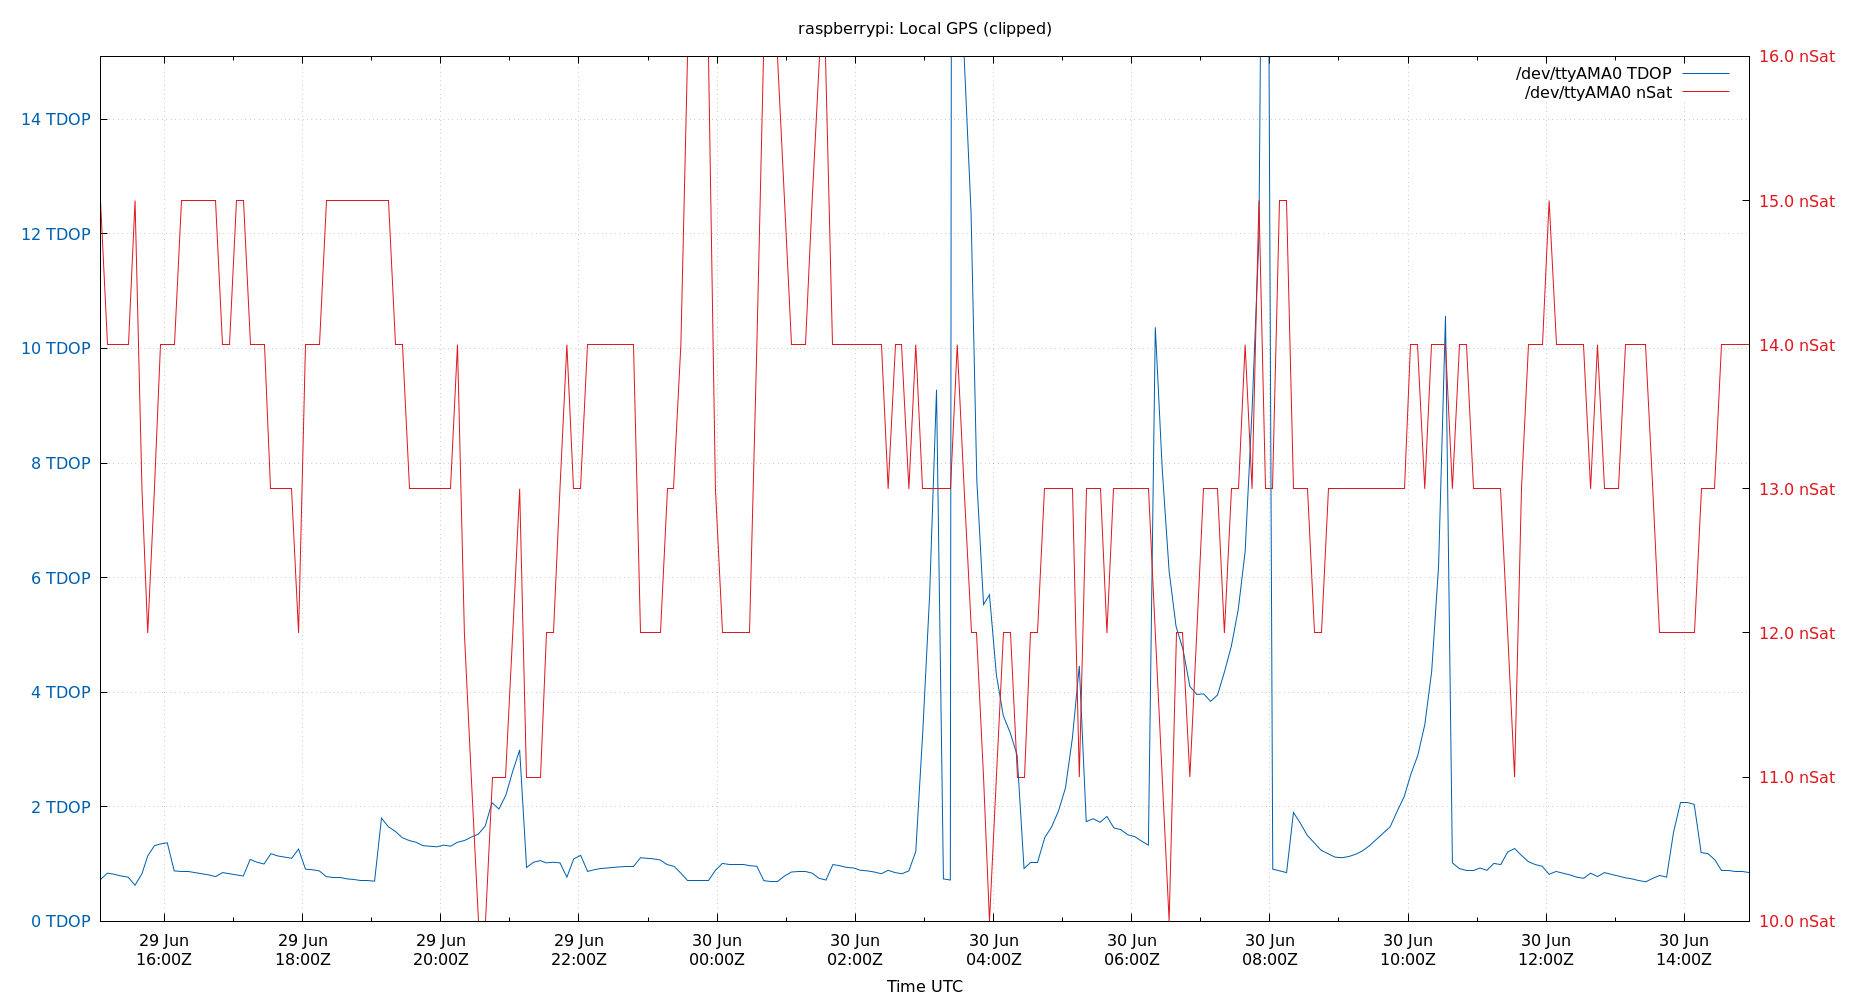 raspberrypi: Local GPS (clipped)
16.0 nSat
/dev/ttyAMA0 TDOP
/dev/ttyAMA0 nSat
14 TDOP
15.0 nSat
12 TDOP
10 TDOP
14.0 nSat
8 TDOP
13.0 nSat
6 TDOP
12.0 nSat
4 TDOP
11.0 nSat
2 TDOP
0 TDOP
10.0 nSat
29 Jun 29 Jun 29 Jun 29 Jun 30 Jun 30 Jun 30 Jun 30 Jun 30 Jun 30 Jun 30 Jun 30 Jun
16:00Z 18:00Z 20:00Z 22:00Z 00:00Z 02:00Z 04:00Z 06:00Z 08:00Z 10:00Z 12:00Z 14:00Z
Time UTC